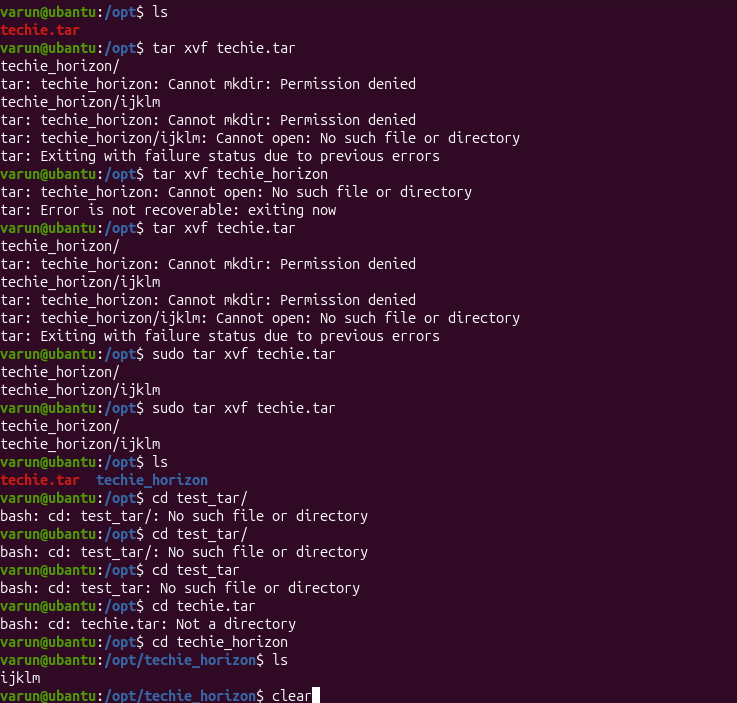 varun@ubantu:/opt$ ls
techie.tar
varun@ubantu:/opt$ tar xvf techie.tar
techie_horizon/
tar: techie_horizon: Cannot mkdir: Permission denied
techie_horizon/ijklm
tar: techie_horizon: Cannot mkdir: Permission denied
tar: techie_horizon/ijklm: Cannot open: No such file or directory
tar: Exiting with failure status due to previous errors
varun@ubantu:/opt$ tar xvf techie_horizon
tar: techie_horizon: Cannot open: No such file or directory
tar: Error is not recoverable: exiting now
varun@ubantu:/opt$ tar xvf techie.tar
techie_horizon/
tar: techie_horizon: Cannot mkdir: Permission denied
techie_horizon/ijklm
tar: techie_horizon: Cannot mkdir: Permission denied
tar: techie_horizon/ijklm: Cannot open: No such file or directory
tar: Exiting with failure status due to previous errors
varun@ubantu:/opt$ sudo tar xvf techie.tar
techie_horizon/
techie_horizon/ijklm
varun@ubantu:/opt$ sudo tar xvf techie.tar
techie_horizon/
techie_horizon/ijklm
varun@ubantu:/opt$ ls
techie.tar  techie_horizon
varun@ubantu:/opt$ cd test_tar/
bash: cd: test_tar/: No such file or directory
varun@ubantu:/opt$ cd test_tar/
bash: cd: test_tar/: No such file or directory
varun@ubantu:/opt$ cd test_tar
bash: cd: test_tar: No such file or directory
varun@ubantu:/opt$ cd techie.tar
bash: cd: techie.tar: Not a directory
varun@ubantu:/opt$ cd techie_horizon
varun@ubantu:/opt/techie_horizon$ ls
ijklm
varun@ubantu:/opt/techie_horizon$ clear